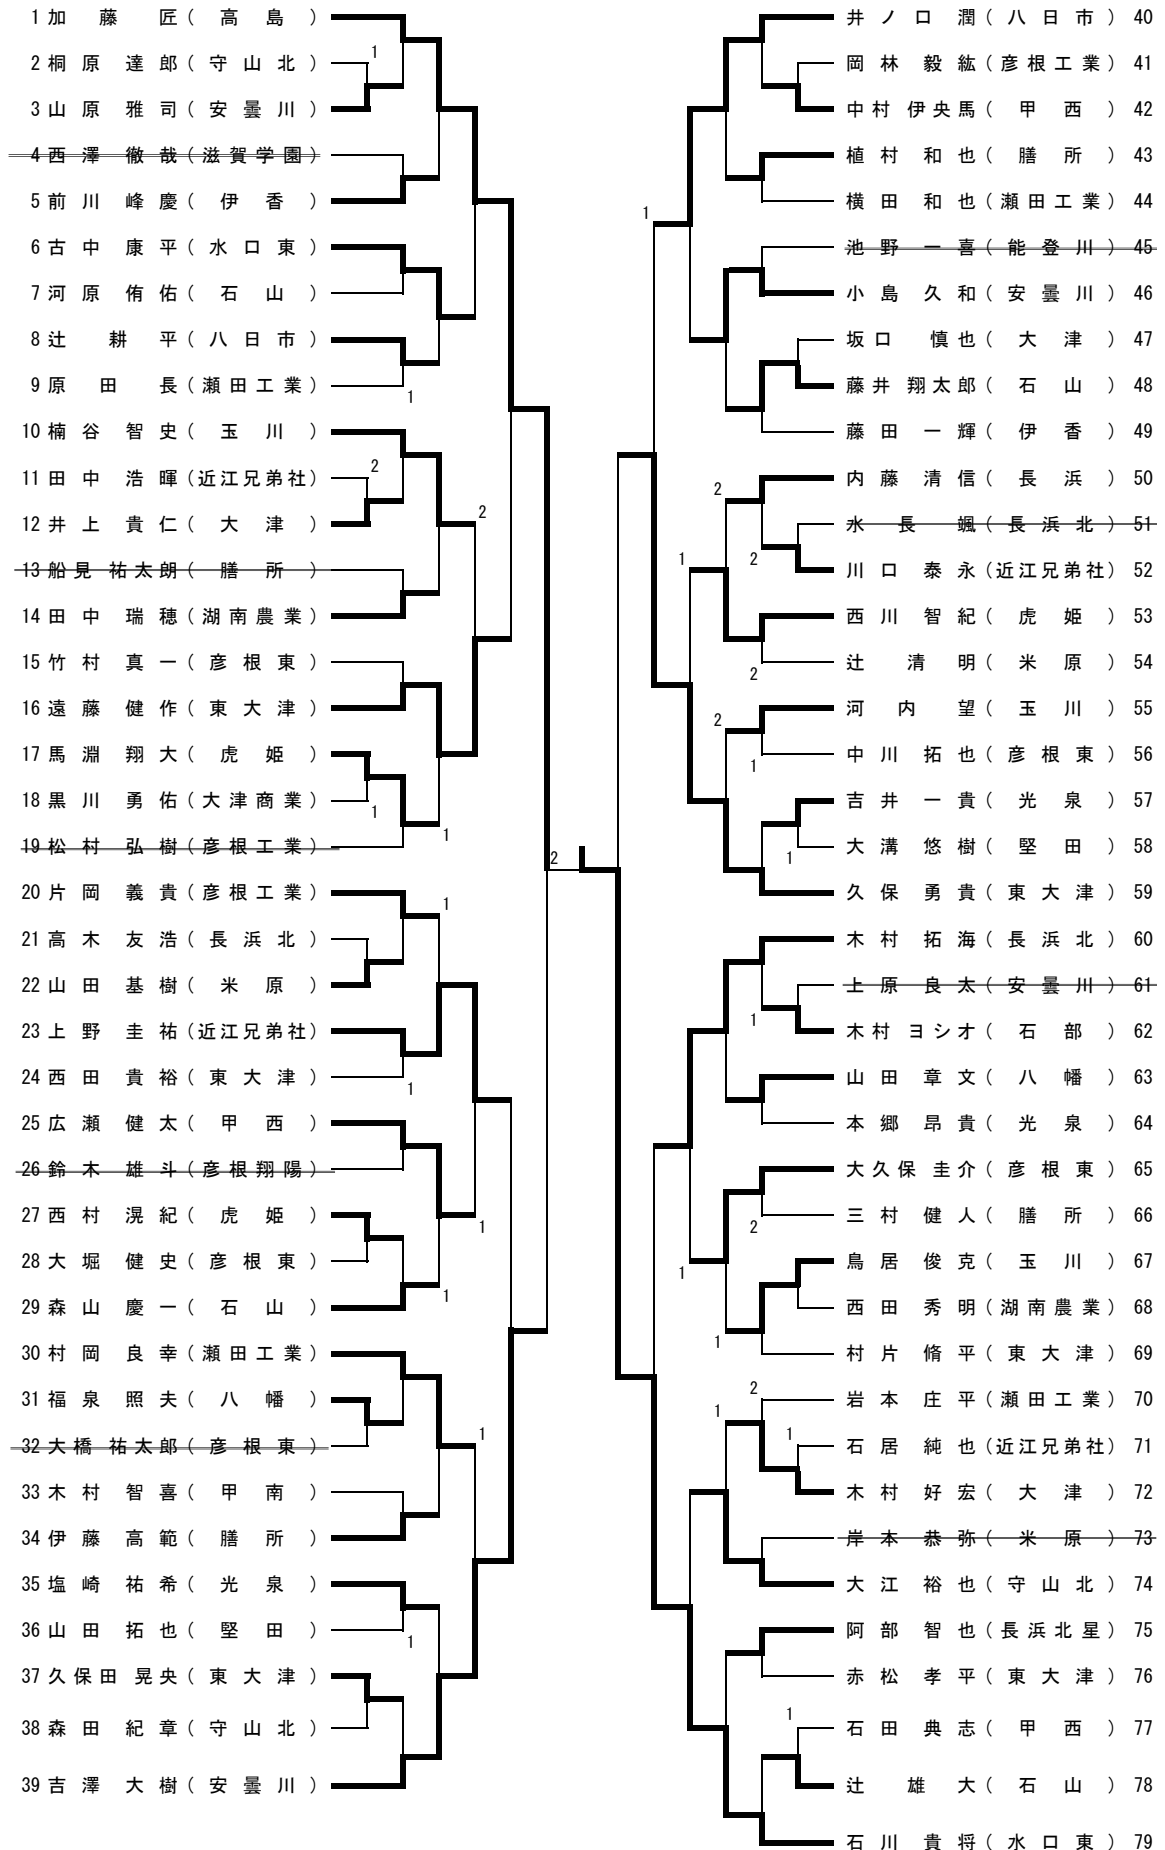 1 加藤 匠 ( 高島 )
2 桐原 達郎 ( 守山北 )
1
3 山原 雅司 ( 安曇川 )
4 西澤 徹哉 ( 滋賀学園 )
5 前川 峰慶 ( 伊香 )
6 古中 康平 ( 水口東 )
7 河原 侑佑 ( 石山 )
8 辻 耕平 ( 八日市 )
9 原田 長 ( 瀬田工業 )
1
10 楠谷 智史 ( 玉川 )
11 田中 浩暉 (近江兄弟社)
2
12 井上 貴仁 ( 大津 )
2
13 船見 祐太朗 ( 膳所 )
14 田中 瑞穂 ( 湖南農業 )
15 竹村 真一 ( 彦根東 )
16 遠藤 健作 ( 東大津 )
17 馬淵 翔大 ( 虎姫 )
18 黒川 勇佑 ( 大津商業 )
1
19 松村 弘樹 ( 彦根工業 )
1
2
20 片岡 義貴 ( 彦根工業 )
1
21 高木 友浩 ( 長浜北 )
22 山田 基樹 ( 米原 )
23 上野 圭祐 (近江兄弟社)
24 西田 貴裕 ( 東大津 )
1
25 広瀬 健太 ( 甲西 )
26 鈴木 雄斗 ( 彦根翔陽 )
27 西村 滉紀 ( 虎姫 )
1
28 大堀 健史 ( 彦根東 )
29 森山 慶一 ( 石山 )
1
30 村岡 良幸 ( 瀬田工業 )
31 福泉 照夫 ( 八幡 )
1
32 大橋 祐太郎 ( 彦根東 )
33 木村 智喜 ( 甲南 )
34 伊藤 高範 ( 膳所 )
35 塩崎 祐希 ( 光泉 )
36 山田 拓也 ( 堅田 )
1
37 久保田 晃央 ( 東大津 )
38 森田 紀章 ( 守山北 )
39 吉澤 大樹 ( 安曇川 )
井ノ口 潤 ( 八日市 ) 40
岡林 毅紘 ( 彦根工業 ) 41
中村 伊央馬 ( 甲西 ) 42
植村 和也 ( 膳所 ) 43
横田 和也 ( 瀬田工業 ) 44
1
池野 一喜 ( 能登川 ) 45
小島 久和 ( 安曇川 ) 46
坂口 慎也 ( 大津 ) 47
藤井 翔太郎 ( 石山 ) 48
藤田 一輝 ( 伊香 ) 49
内藤 清信 ( 長浜 ) 50
2
水長 颯 ( 長浜北 ) 51
1
2
川口 泰永 (近江兄弟社) 52
西川 智紀 ( 虎姫 ) 53
辻 清明 ( 米原 ) 54
2
河内 望 ( 玉川 ) 55
2
中川 拓也 ( 彦根東 ) 56
1
吉井 一貴 ( 光泉 ) 57
大溝 悠樹 ( 堅田 ) 58
1
久保 勇貴 ( 東大津 ) 59
木村 拓海 ( 長浜北 ) 60
上原 良太 ( 安曇川 ) 61
1
木村 ヨシオ ( 石部 ) 62
山田 章文 ( 八幡 ) 63
本郷 昂貴 ( 光泉 ) 64
大久保 圭介 ( 彦根東 ) 65
三村 健人 ( 膳所 ) 66
2
鳥居 俊克 ( 玉川 ) 67
1
西田 秀明 ( 湖南農業 ) 68
1
村片 脩平 ( 東大津 ) 69
岩本 庄平 ( 瀬田工業 ) 70
2
1
石居 純也 (近江兄弟社) 71
1
木村 好宏 ( 大津 ) 72
岸本 恭弥 ( 米原 ) 73
大江 裕也 ( 守山北 ) 74
阿部 智也 ( 長浜北星 ) 75
赤松 孝平 ( 東大津 ) 76
1
石田 典志 ( 甲西 ) 77
辻 雄大 ( 石山 ) 78
石川 貴将 ( 水口東 ) 79